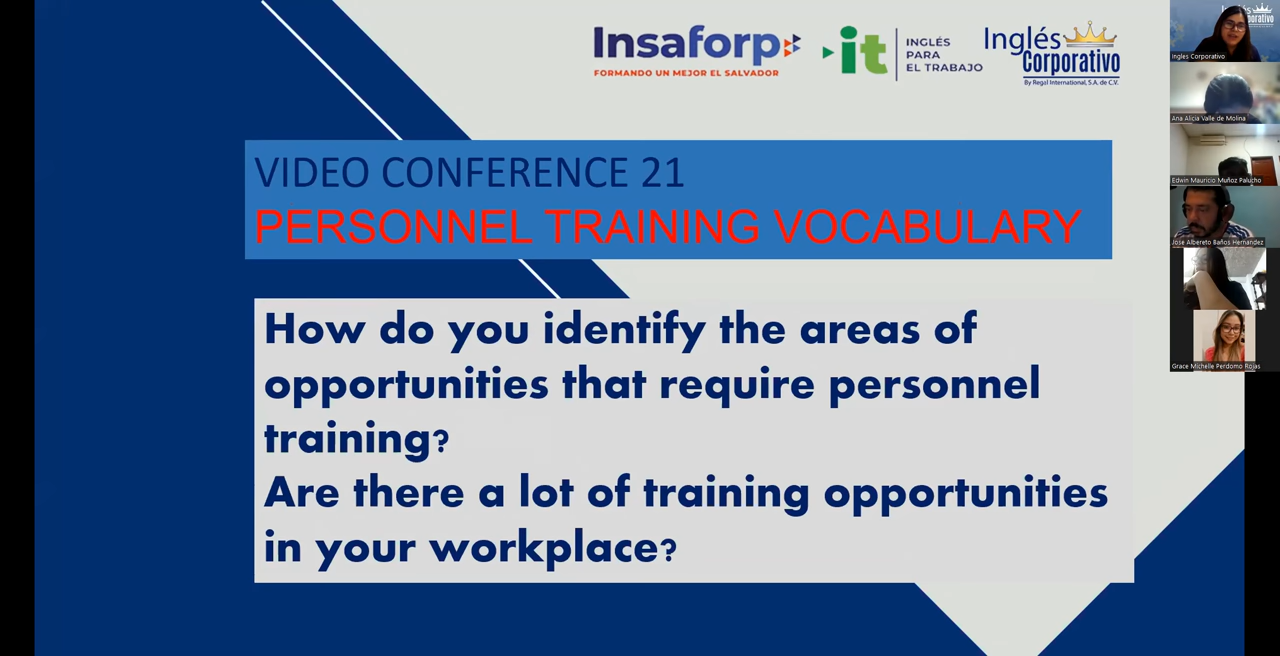 Insaforp
FORMANDO UN MEJOR EL SALVADOR
it
INGLÉS
PARA
EL TRABAJO
Inglés
Corporativo
By Regal International, S.A. de C.V.
VIDEO CONFERENCE 21
PERSONNEL TRAINING VOCABULARY
How do you identify the areas of
opportunities that require personnel
training?
Are there a lot of training opportunities
in your workplace?
Ingles Corporativo
Ana Alicia Valle de Molina
Edwin Mauricio Muñoz Palucho
Jose Albereto Baños Hernandez
Grace Michelle Perdomo Rojas